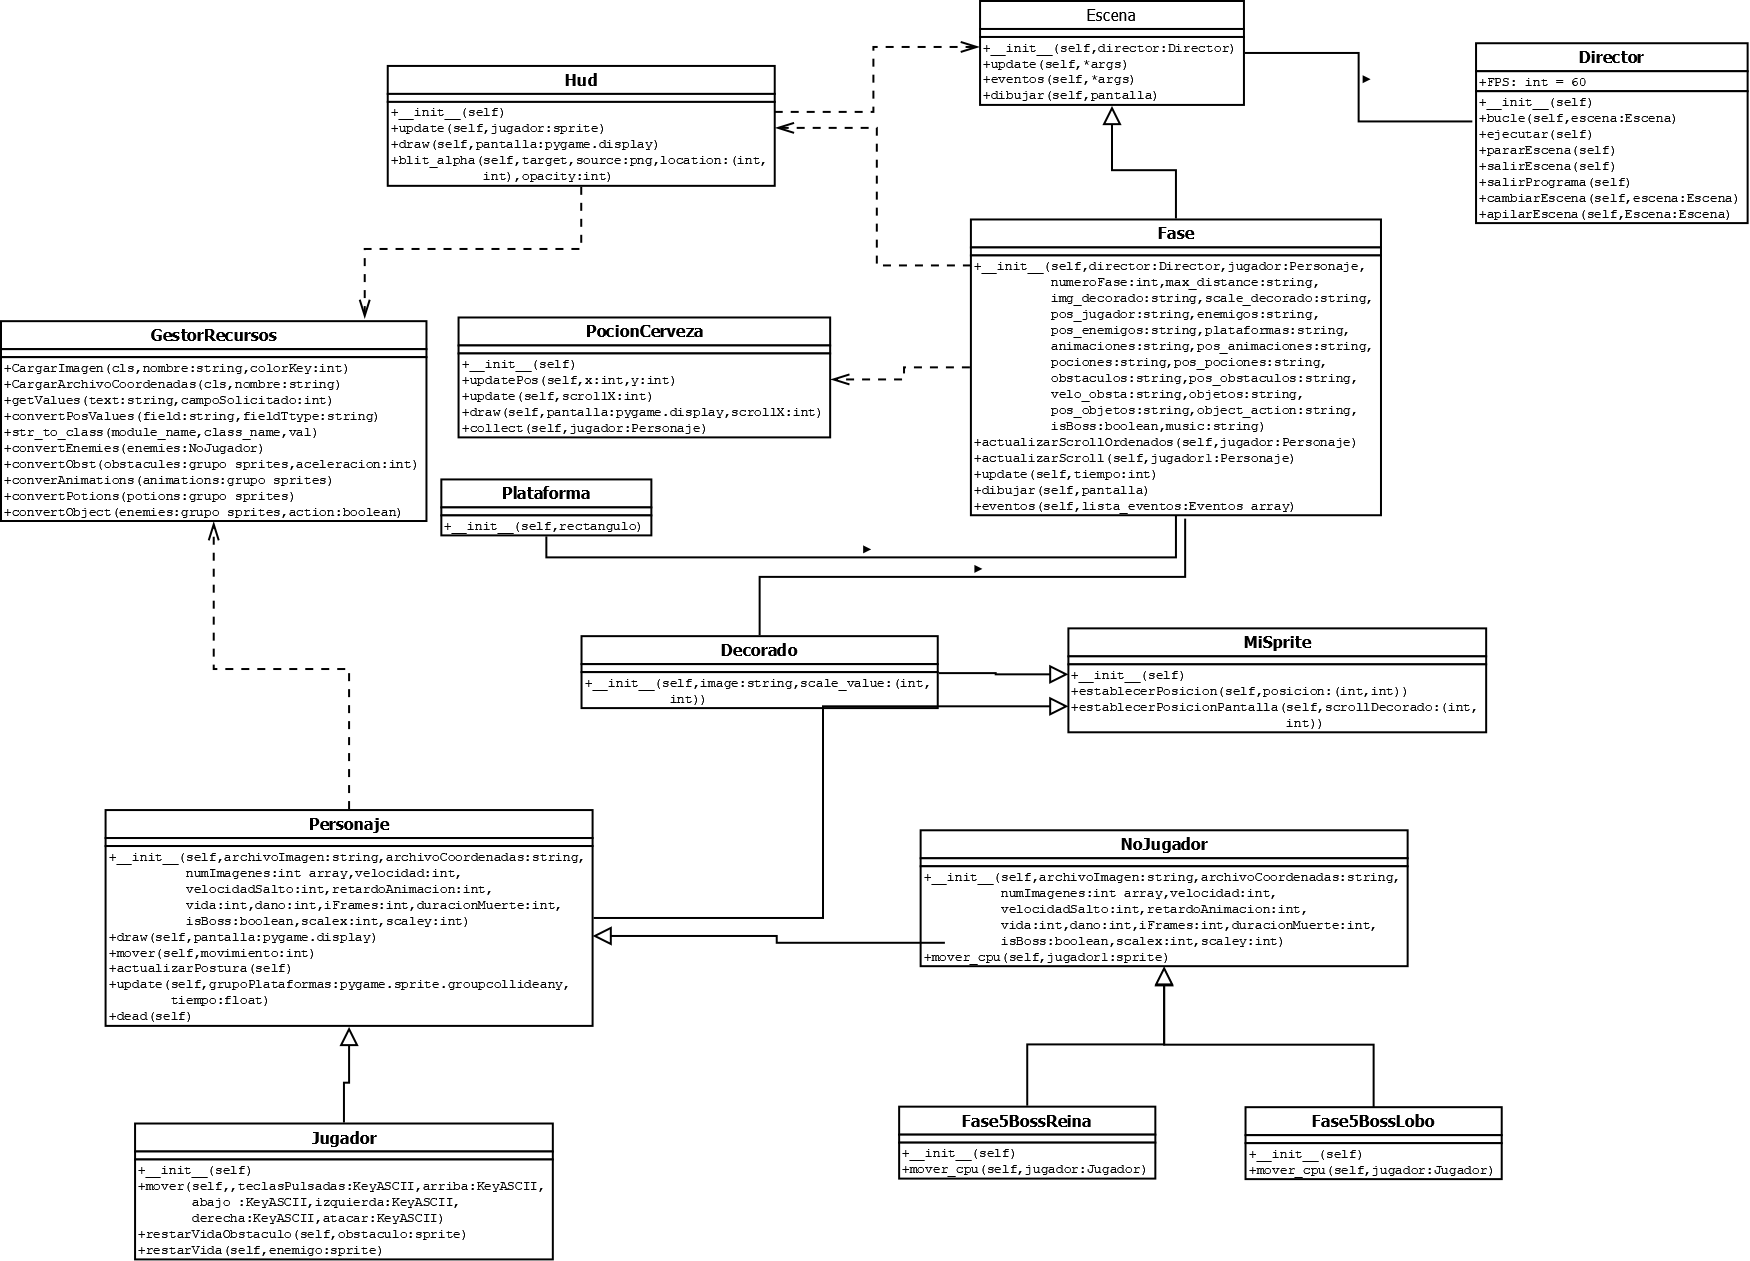 Escena
+__init__(self,director:Director)
+update(self,*args)
+eventos(self,*args)
+dibujar(self,pantalla)
Director
+FPS: int = 60
+__init__(self)
+bucle(self,escena:Escena)
+ejecutar(self)
+pararEscena(self)
+salirEscena(self)
+salirPrograma(self)
+cambiarEscena(self,escena:Escena)
+apilarEscena(self,Escena:Escena)
Hud
+__init__(self)
+update(self,jugador:sprite)
+draw(self,pantalla:pygame.display)
+blit_alpha(self,target,source:png,location:(int,
int),opacity:int)
Fase
+__init__(self,director:Director,jugador:Personaje,
numeroFase:int,max_distance:string,
img_decorado:string,scale_decorado:string,
pos_jugador:string,enemigos:string,
pos_enemigos:string,plataformas:string,
animaciones:string,pos_animaciones:string,
pociones:string,pos_pociones:string,
obstaculos:string,pos_obstaculos:string,
velo_obsta:string,objetos:string,
pos_objetos:string,object_action:string,
isBoss:boolean,music:string)
+actualizarScrollOrdenados(self,jugador:Personaje)
+actualizarScroll(self,jugador1:Personaje)
+update(self,tiempo:int)
+dibujar(self,pantalla)
+eventos(self,lista_eventos:Eventos array)
GestorRecursos
+CargarImagen(cls,nombre:string,colorKey:int)
+CargarArchivoCoordenadas(cls,nombre:string)
+getValues(text:string,campoSolicitado:int)
+convertPosValues(field:string,fieldTtype:string)
+str_to_class(module_name,class_name,val)
+convertEnemies(enemies:NoJugador)
+convertObst(obstacules:grupo sprites,aceleracion:int)
+converAnimations(animations:grupo sprites)
+convertPotions(potions:grupo sprites)
+convertObject(enemies:grupo sprites,action:boolean)
PocionCerveza
+__init__(self)
+updatePos(self,x:int,y:int)
+update(self,scrollX:int)
+draw(self,pantalla:pygame.display,scrollX:int)
+collect(self,jugador:Personaje)
Plataforma
+__init__(self,rectangulo)
Decorado
+__init__(self,image:string,scale_value:(int,
int))
MiSprite
+__init__(self)
+establecerPosicion(self,posicion:(int,int))
+establecerPosicionPantalla(self,scrollDecorado:(int,
int))
Personaje
+__init__(self,archivoImagen:string,archivoCoordenadas:string,
numImagenes:int array,velocidad:int,
velocidadSalto:int,retardoAnimacion:int,
vida:int,dano:int,iFrames:int,duracionMuerte:int,
isBoss:boolean,scalex:int,scaley:int)
+draw(self,pantalla:pygame.display)
+mover(self,movimiento:int)
+actualizarPostura(self)
+update(self,grupoPlataformas:pygame.sprite.groupcollideany,
tiempo:float)
+dead(self)
NoJugador
+__init__(self,archivoImagen:string,archivoCoordenadas:string,
numImagenes:int array,velocidad:int,
velocidadSalto:int,retardoAnimacion:int,
vida:int,dano:int,iFrames:int,duracionMuerte:int,
isBoss:boolean,scalex:int,scaley:int)
+mover_cpu(self,jugador1:sprite)
Jugador
+__init__(self)
+mover(self,,teclasPulsadas:KeyASCII,arriba:KeyASCII,
abajo :KeyASCII,izquierda:KeyASCII,
derecha:KeyASCII,atacar:KeyASCII)
+restarVidaObstaculo(self,obstaculo:sprite)
+restarVida(self,enemigo:sprite)
Fase5BossReina
+__init__(self)
+mover_cpu(self,jugador:Jugador)
Fase5BossLobo
+__init__(self)
+mover_cpu(self,jugador:Jugador)